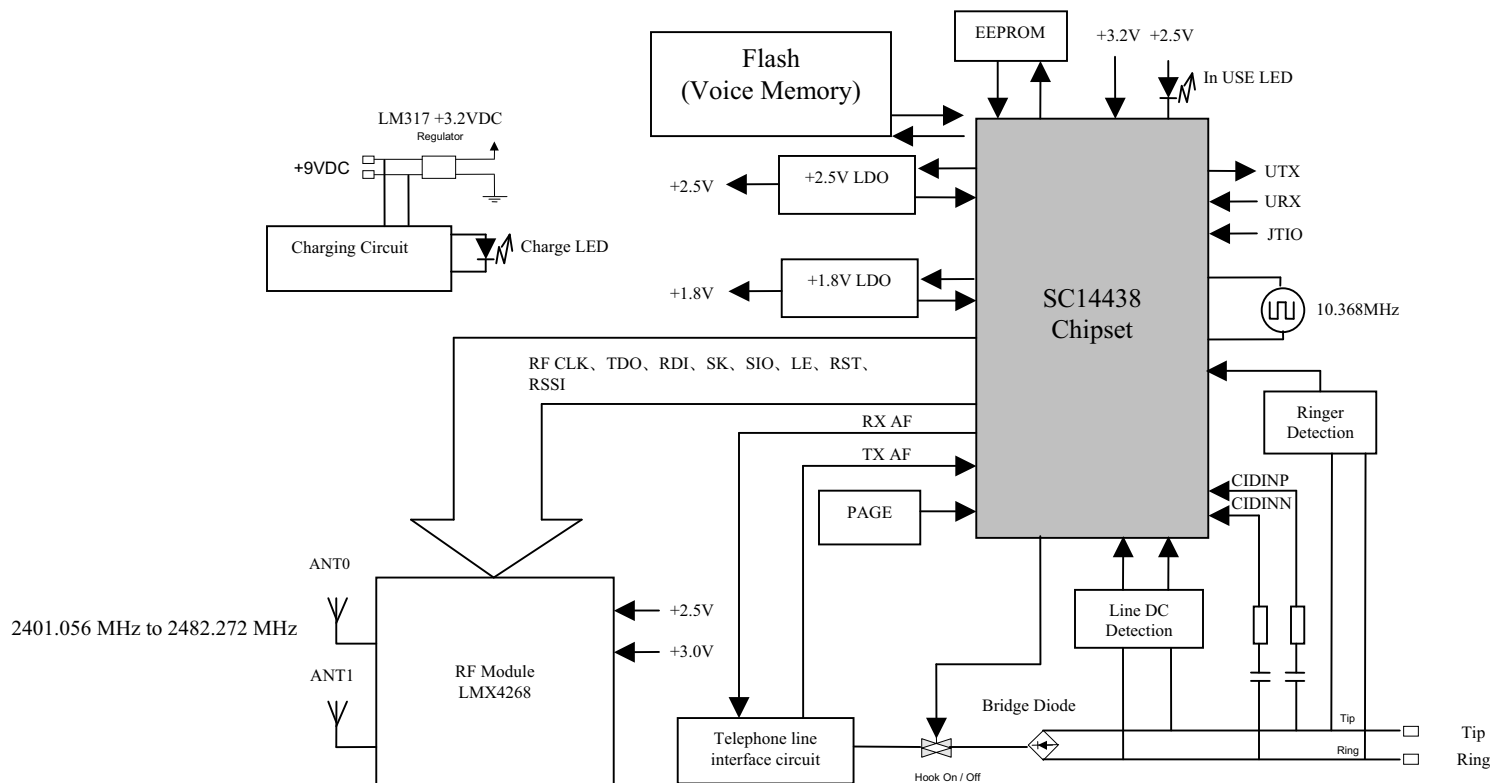 EEPROM
+3.2V
+2.5V
Flash
(Voice Memory)
In USE LED
LM317 +3.2VDC
Regulator
+9VDC
+2.5V
+2.5V LDO
UTX
URX
JTIO
Charging Circuit
Charge LED
+1.8V
+1.8V LDO
SC14438
Chipset
10.368MHz
RF CLK、TDO、RDI、SK、SIO、LE、RST、
RSSI
RX AF
TX AF
Ringer
Detection
CIDINP
CIDINN
PAGE
ANT0
2401.056 MHz to 2482.272 MHz
+2.5V
+3.0V
Line DC
Detection
ANT1
RF Module
LMX4268
Bridge Diode
Telephone line
interface circuit
Hook On / Off
Tip
Tip
Ring
Ring